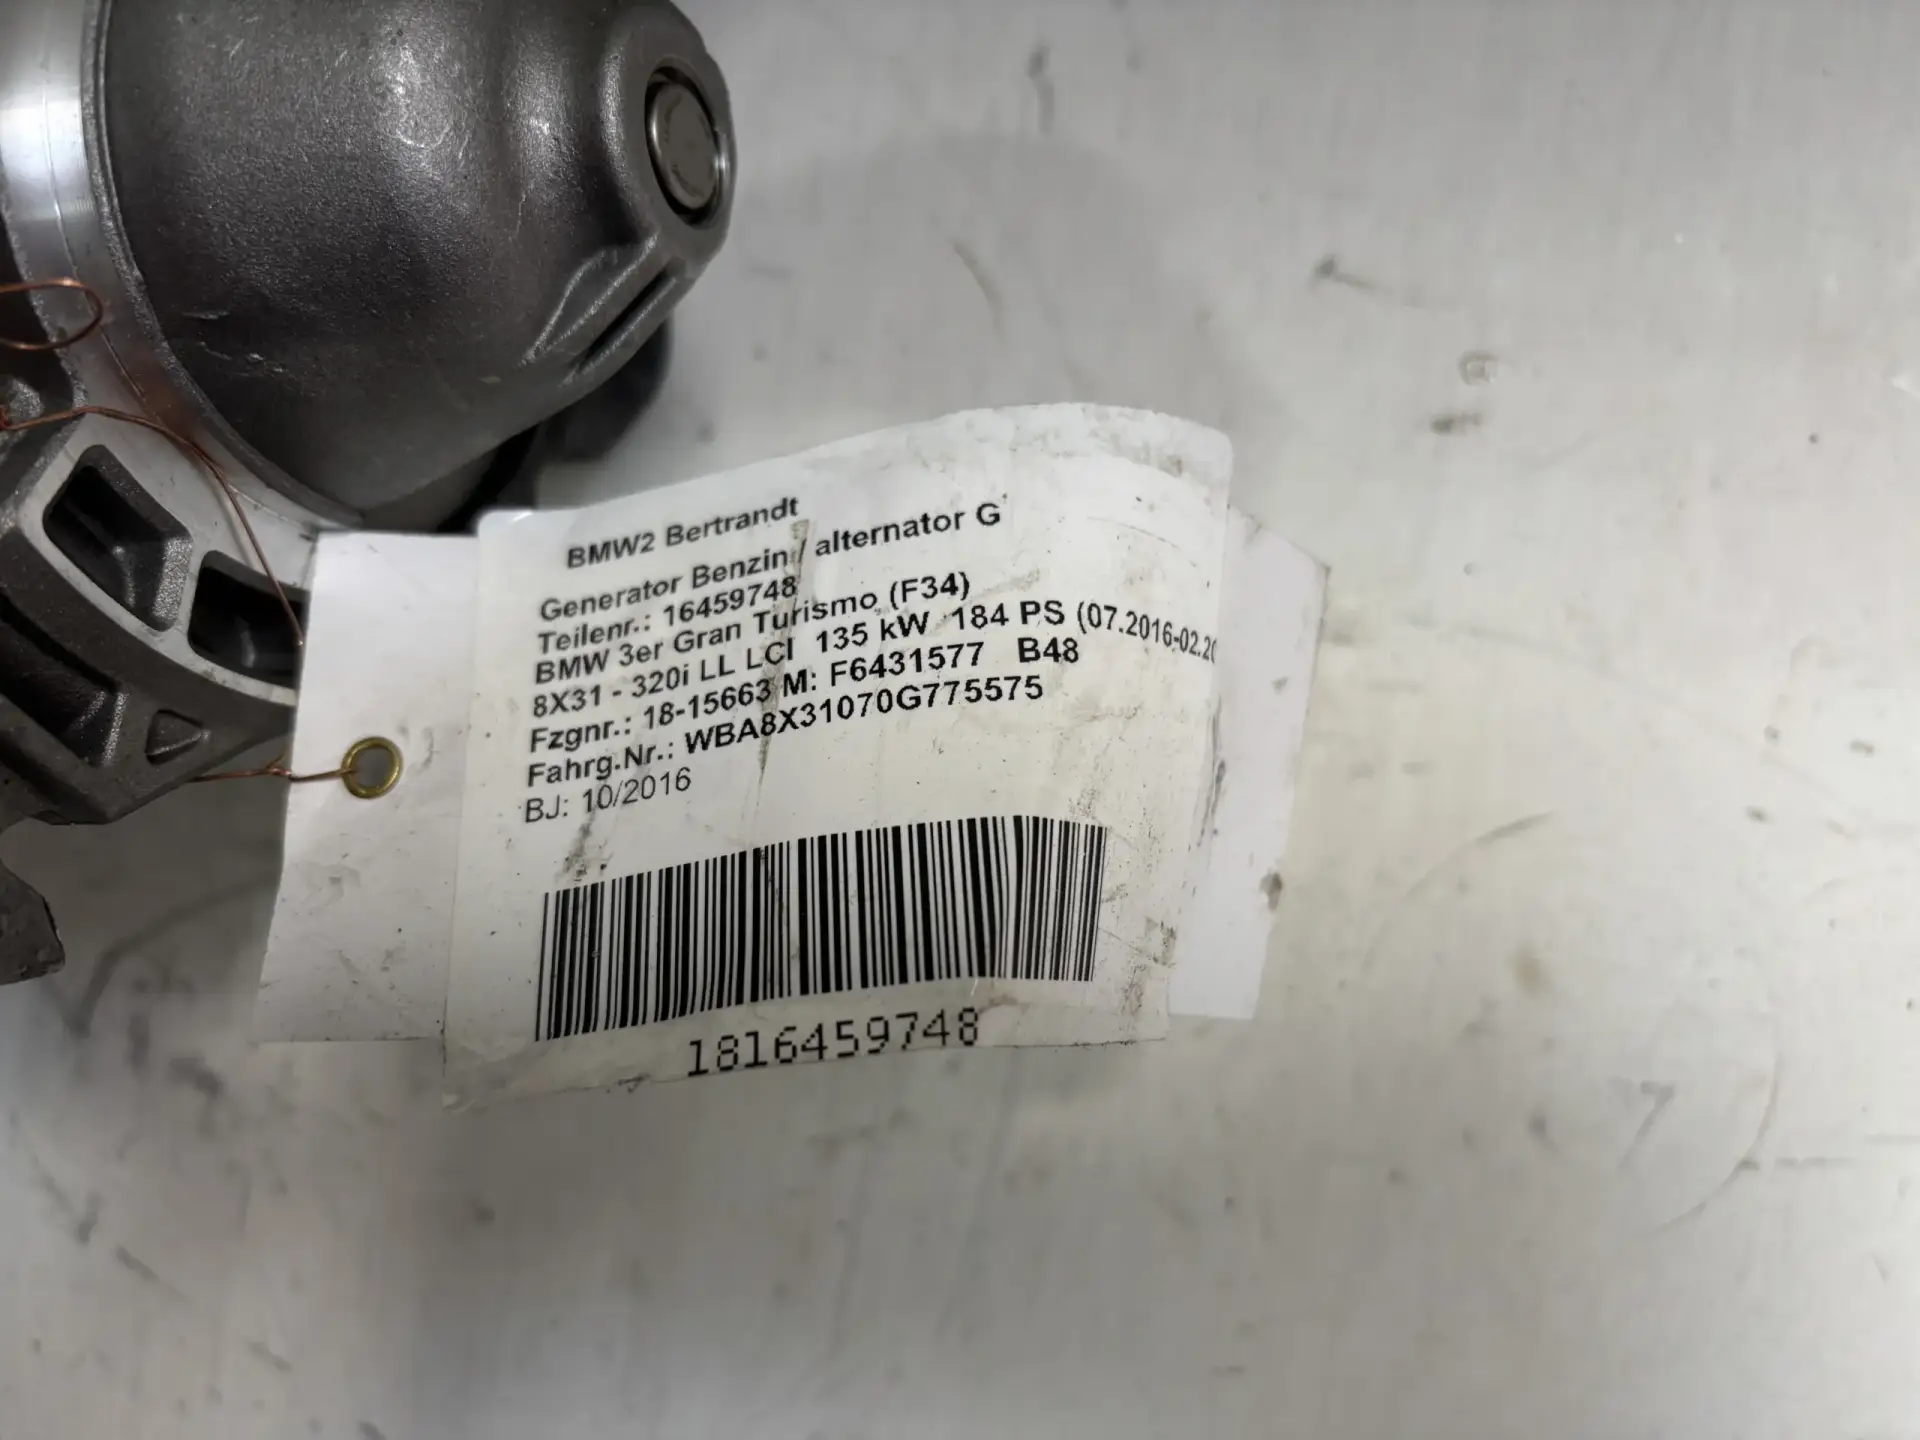 BMW2 Bertrandt
Generator Benzin / alternator G
Teilenr.: 16459748
BMW 3er Gran Turismo (F34)
8X31 - 320i LL LCI 135 kW 184 PS (07.2016-02.20
Fzgnr.: 18-15663 M: F6431577 B48
Fahrg.Nr.: WBA8X31070G775575
BJ: 10/2016
1816459748